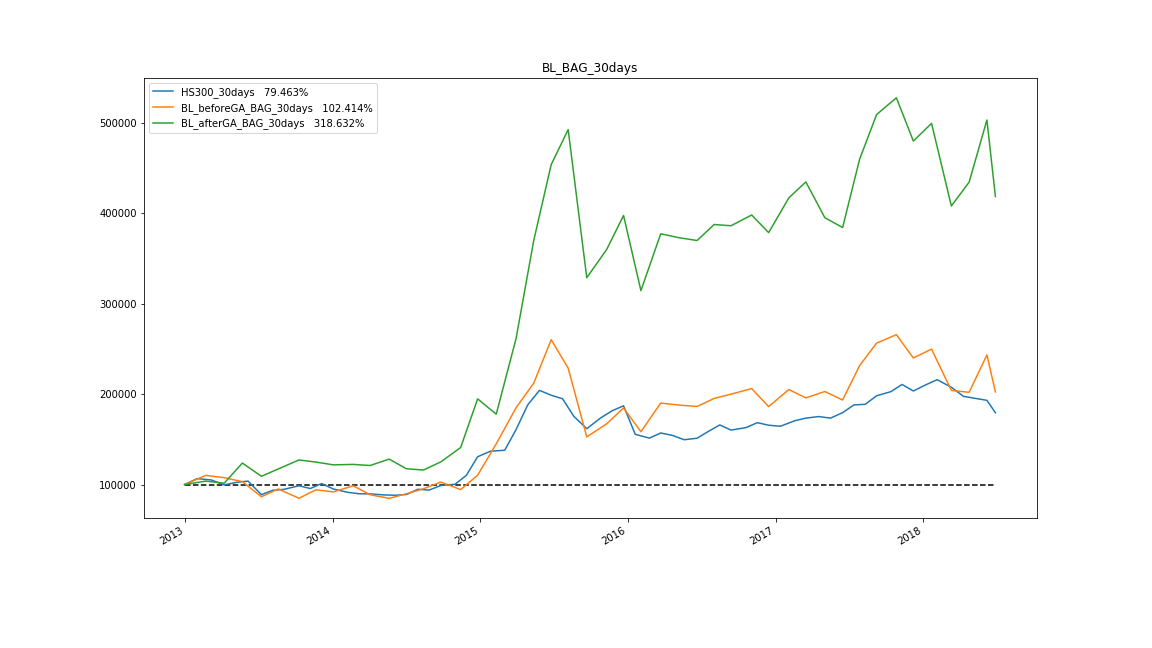 BL_BAG_30days
HS300_30days 79.463%
BL_beforeGA_BAG_30days 102.414%
BL_afterGA_BAG_30days 318.632%
500000
400000
300000
200000
100000
2013 2014 2015 2016 2017 2018